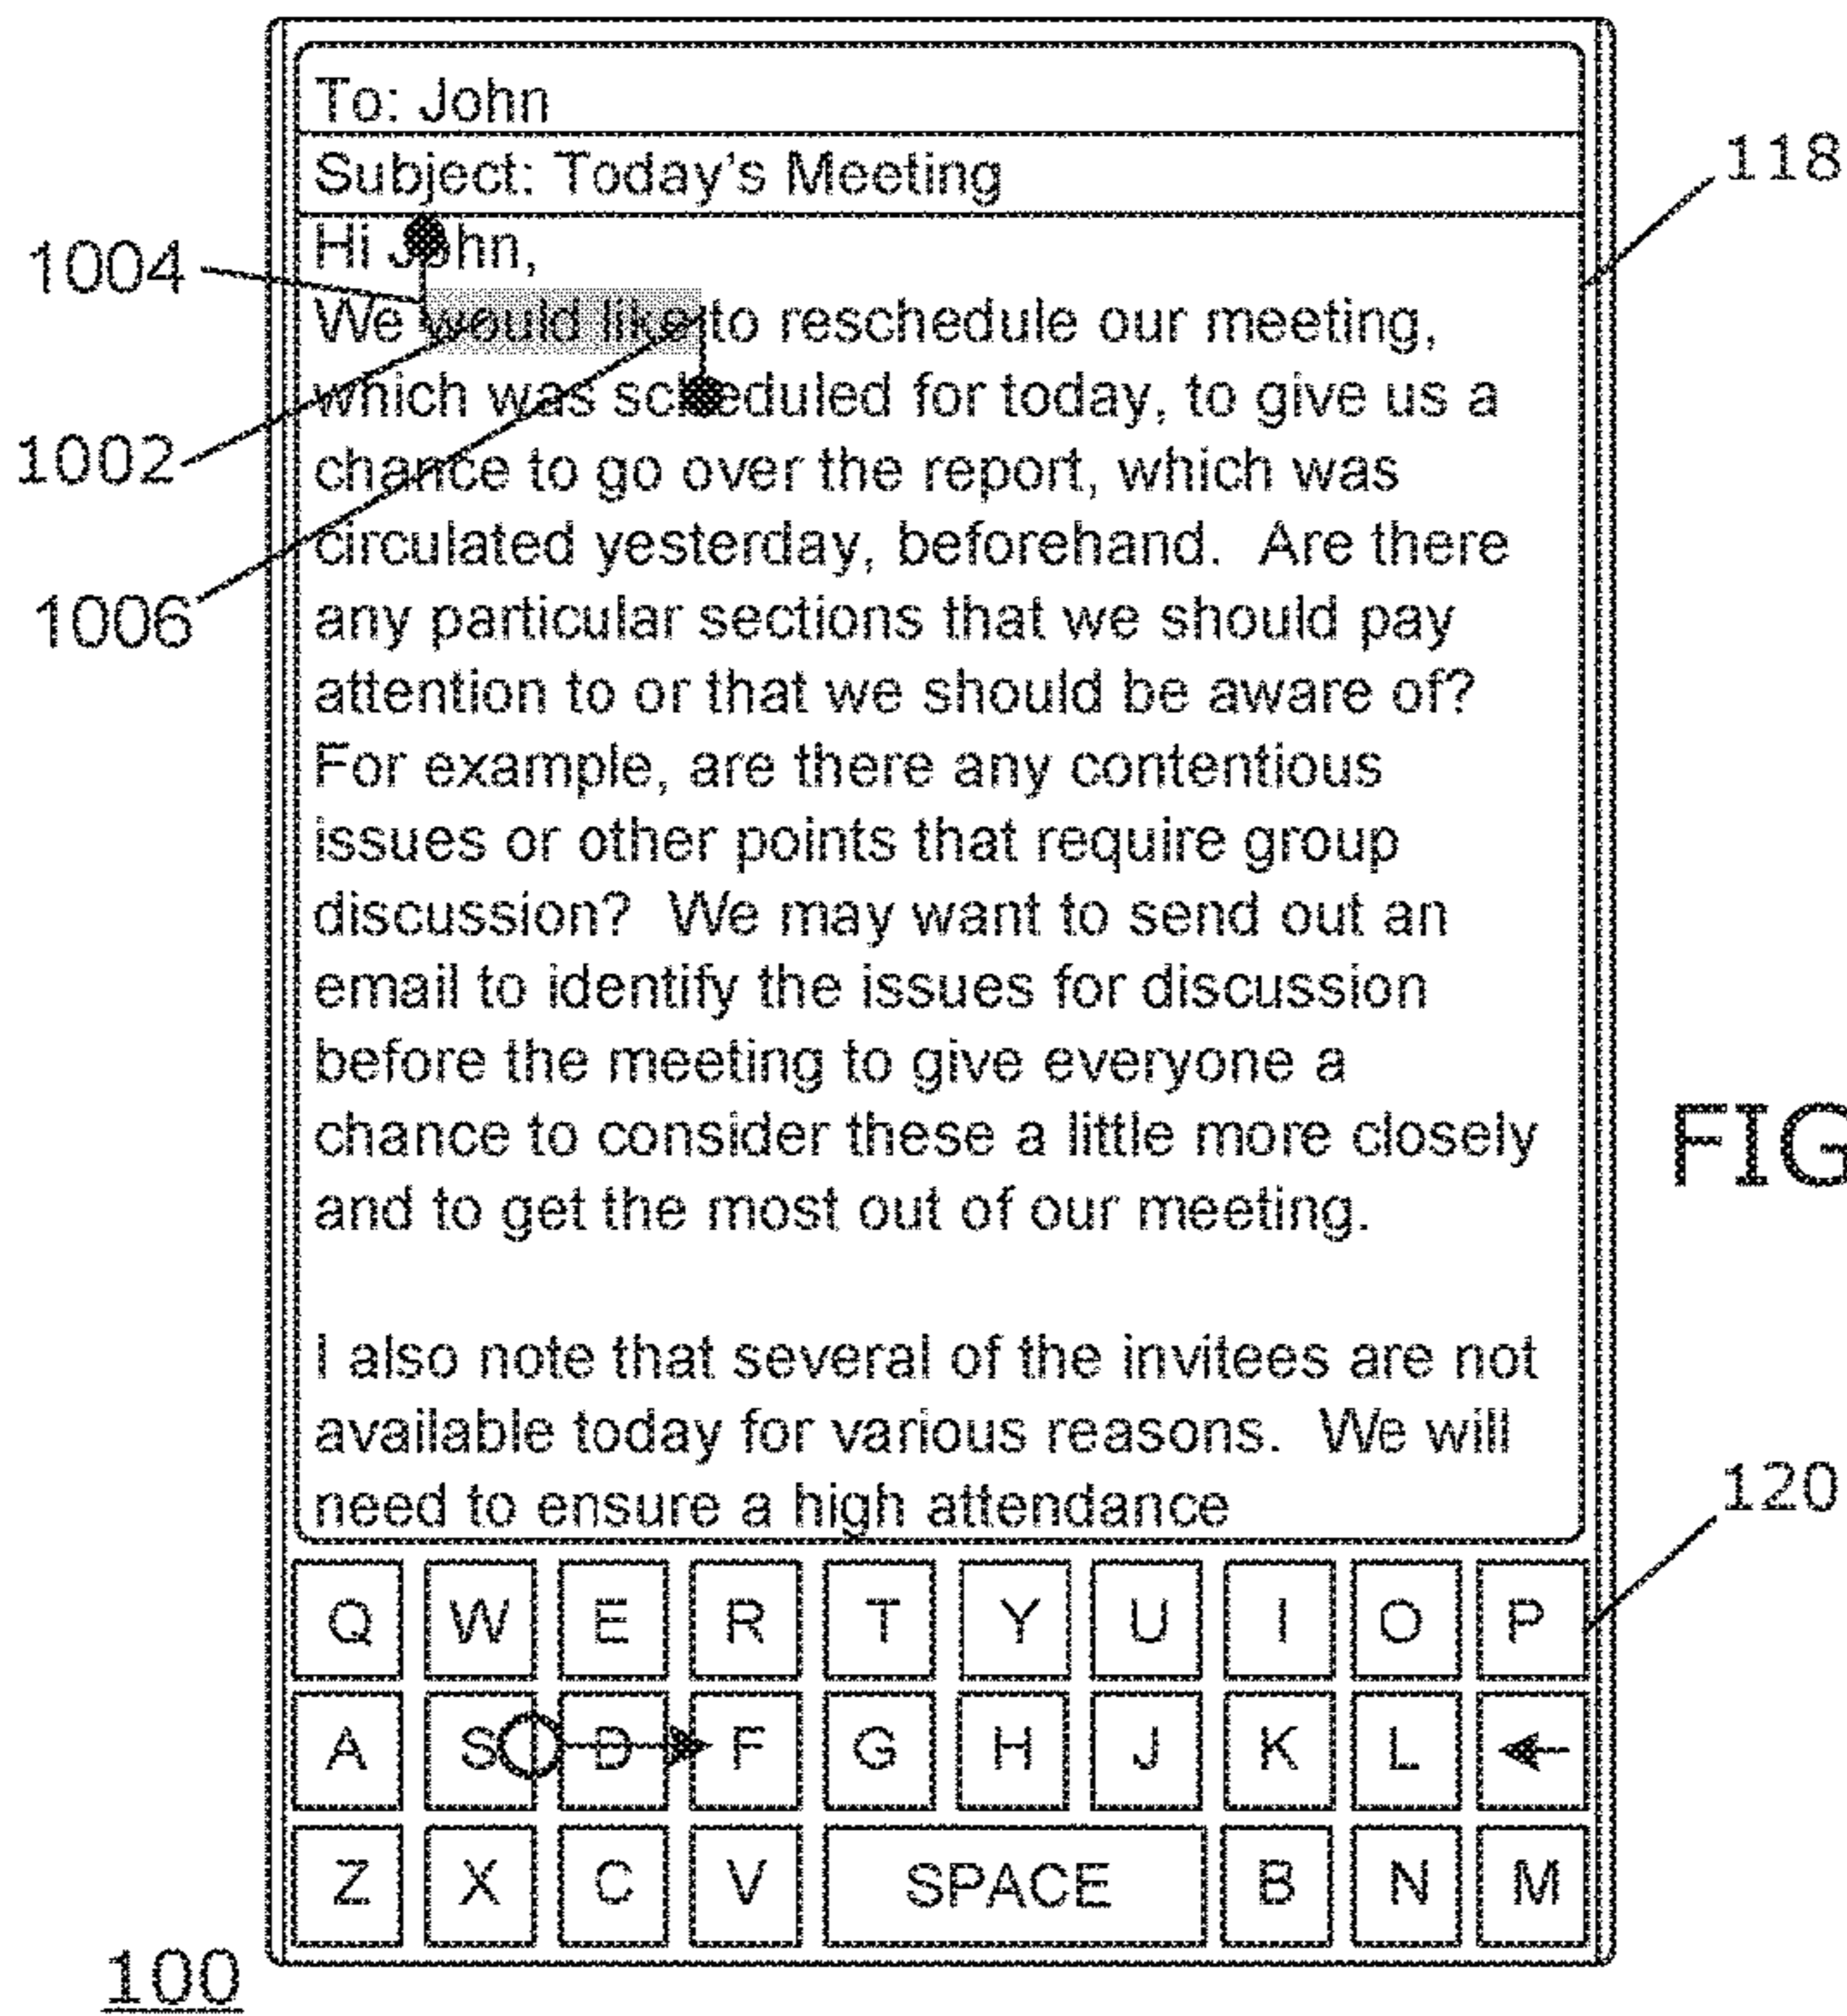 To: John
Subject: Today's Meeting
Hi John,
We would like to reschedule our meeting,
which was scheduled for today, to give us a
chance to go over the report, which was
circulated yesterday, beforehand.  Are there
any particular sections that we should pay
attention to or that we should be aware of?
For example, are there any contentious
issues or other points that require group
discussion?  We may want to send out an
email to identify the issues for discussion
before the meeting to give everyone a
chance to consider these a little more closely
and to get the most out of our meeting.
I also note that several of the invitees are not
available today for various reasons.  We will
need to ensure a high attendance
Q W E R T Y U I O P
A S D F G H J K L
Z X C V SPACE B N M
1004
1002
1006
118
120
100
FIG